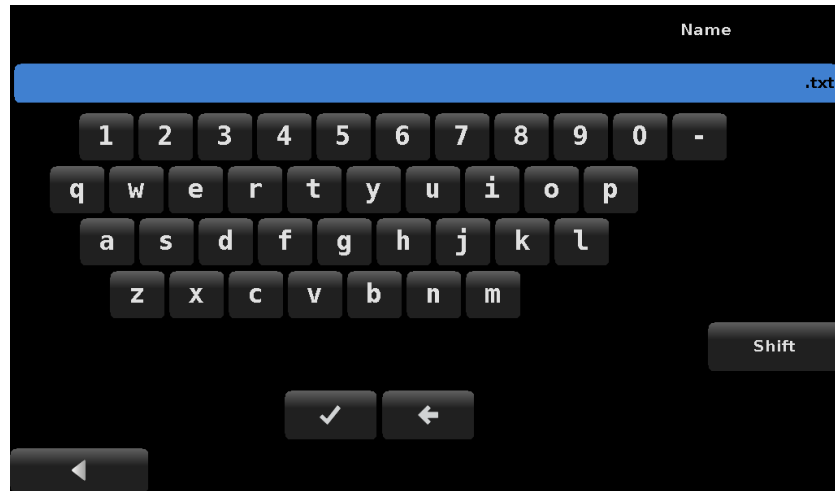 Name
.txt
1 2 3 4 5 6 7 8 9 0 -
q w e r t y u i o p
a s d f g h j k l
z x c v b n m
Shift